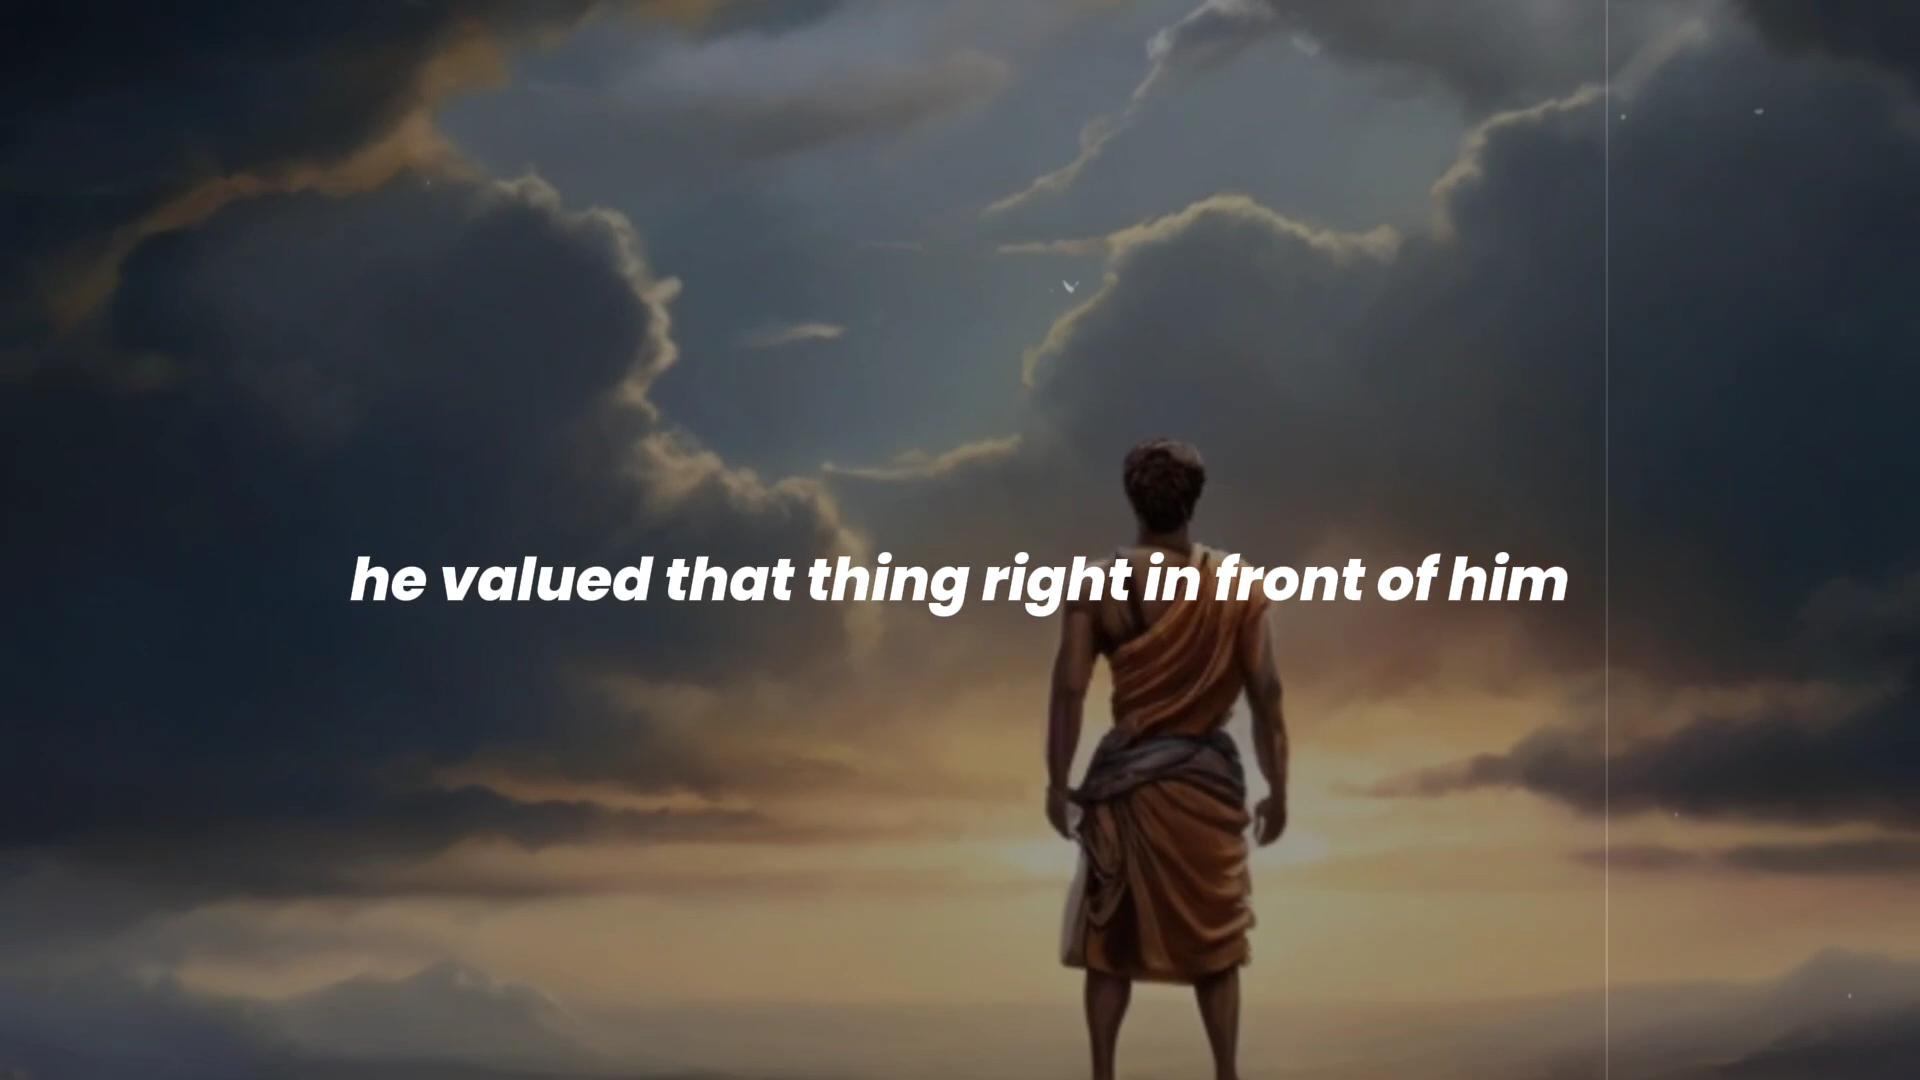 he valued that thing right in front of him